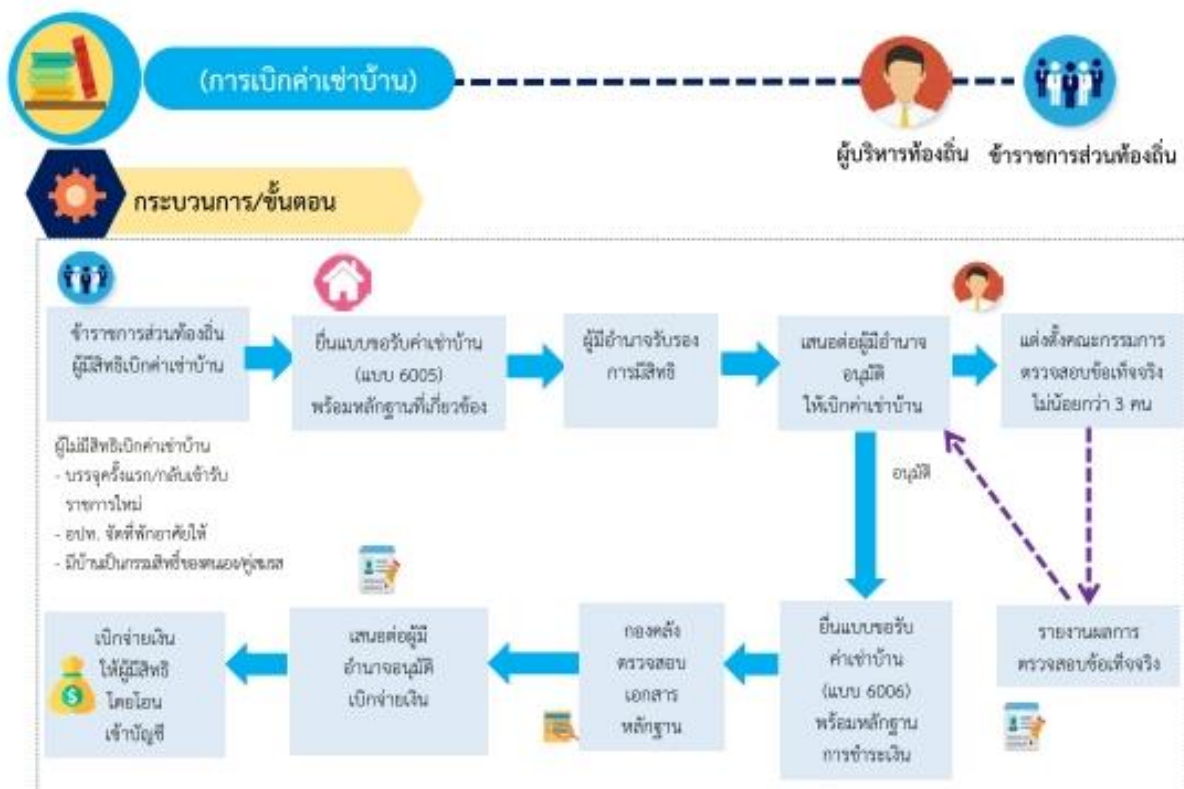 (การเบิกค่าเช่าบ้าน)
ผู้บริหารท้องถิ่น
ข้าราชการส่วนท้องถิ่น
กระบวนการ/ขั้นตอน
ข้าราชการส่วนท้องถิ่น
ผู้มีสิทธิเบิกค่าเช่าบ้าน
ยื่นแบบขอรับค่าเช่าบ้าน
(แบบ 6005)
พร้อมหลักฐานที่เกี่ยวข้อง
ผู้มีอำนาจรับรอง
การมีสิทธิ
เสนอต่อผู้มีอำนาจ
อนุมัติ
ให้เบิกค่าเช่าบ้าน
แต่งตั้งคณะกรรมการ
ตรวจสอบข้อเท็จจริง
ไม่น้อยกว่า 3 คน
ผู้ไม่มีสิทธิเบิกค่าเช่าบ้าน
- บรรจุครั้งแรก/กลับเข้ารับ
ราชการใหม่
- อปท. จัดที่พักอาศัยให้
- มีบ้านเป็นกรรมสิทธิ์ของตนเอง/คู่สมรส
อนุมัติ
เบิกจ่ายเงิน
ให้ผู้มีสิทธิ
โดยโอน
เข้าบัญชี
เสนอต่อผู้มี
อำนาจอนุมัติ
เบิกจ่ายเงิน
กองคลัง
ตรวจสอบ
เอกสาร
หลักฐาน
ยื่นแบบขอรับ
ค่าเช่าบ้าน
(แบบ 6006)
พร้อมหลักฐาน
การชำระเงิน
รายงานผลการ
ตรวจสอบข้อเท็จจริง